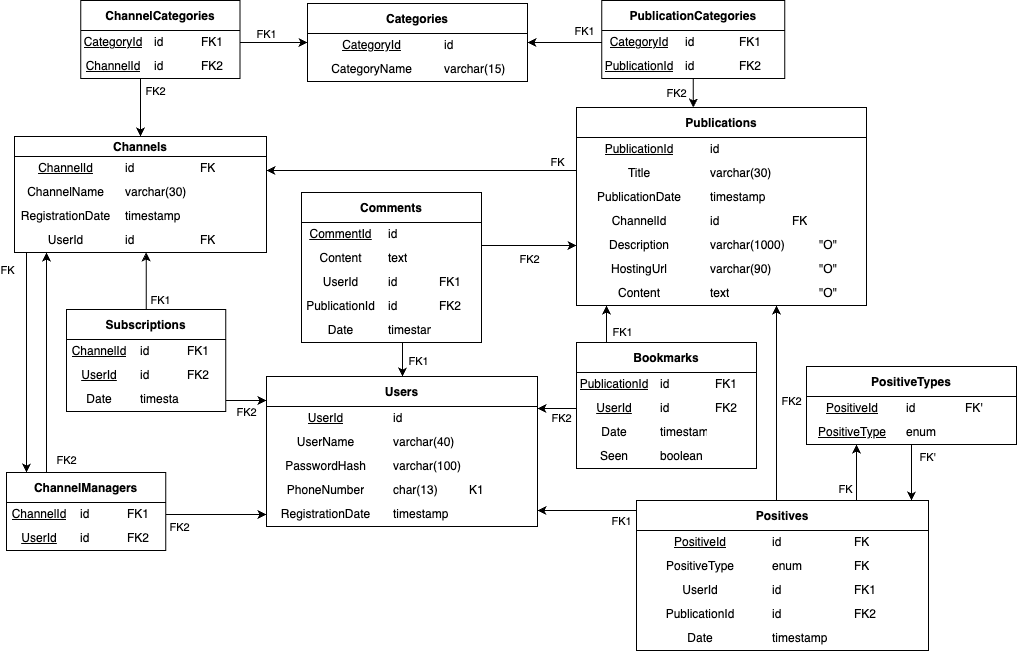 ChannelCategories
CategoryId id FK1
ChannelId id FK2
FK1
Categories
CategoryId id
CategoryName varchar(15)
FK1
PublicationCategories
CategoryId id FK1
PublicationId id FK2
FK2
FK2
Channels
ChannelId id FK
ChannelName varchar(30)
RegistrationDate timestamp
UserId id FK
FK
Publications
PublicationId id
Title varchar(30)
PublicationDate timestamp
ChannelId id FK
Description varchar(1000) "O"
HostingUrl varchar(90) "O"
Content text "O"
Comments
CommentId id
Content text
UserId id FK1
PublicationId id FK2
Date timestar
FK2
FK
FK1
FK1
FK1
Subscriptions
ChannelId id FK1
UserId id FK2
Date timesta
FK2
Users
UserId id
UserName varchar(40)
PasswordHash varchar(100)
PhoneNumber char(13) K1
RegistrationDate timestamp
Bookmarks
PublicationId id FK1
UserId id FK2
Date timestam
Seen boolean
FK2
FK2
PositiveTypes
PositiveId id FK'
PositiveType enum
FK2
ChannelManagers
ChannelId id FK1
UserId id FK2
FK2
FK
FK'
FK1
Positives
PositiveId id FK
PositiveType enum FK
UserId id FK1
PublicationId id FK2
Date timestamp